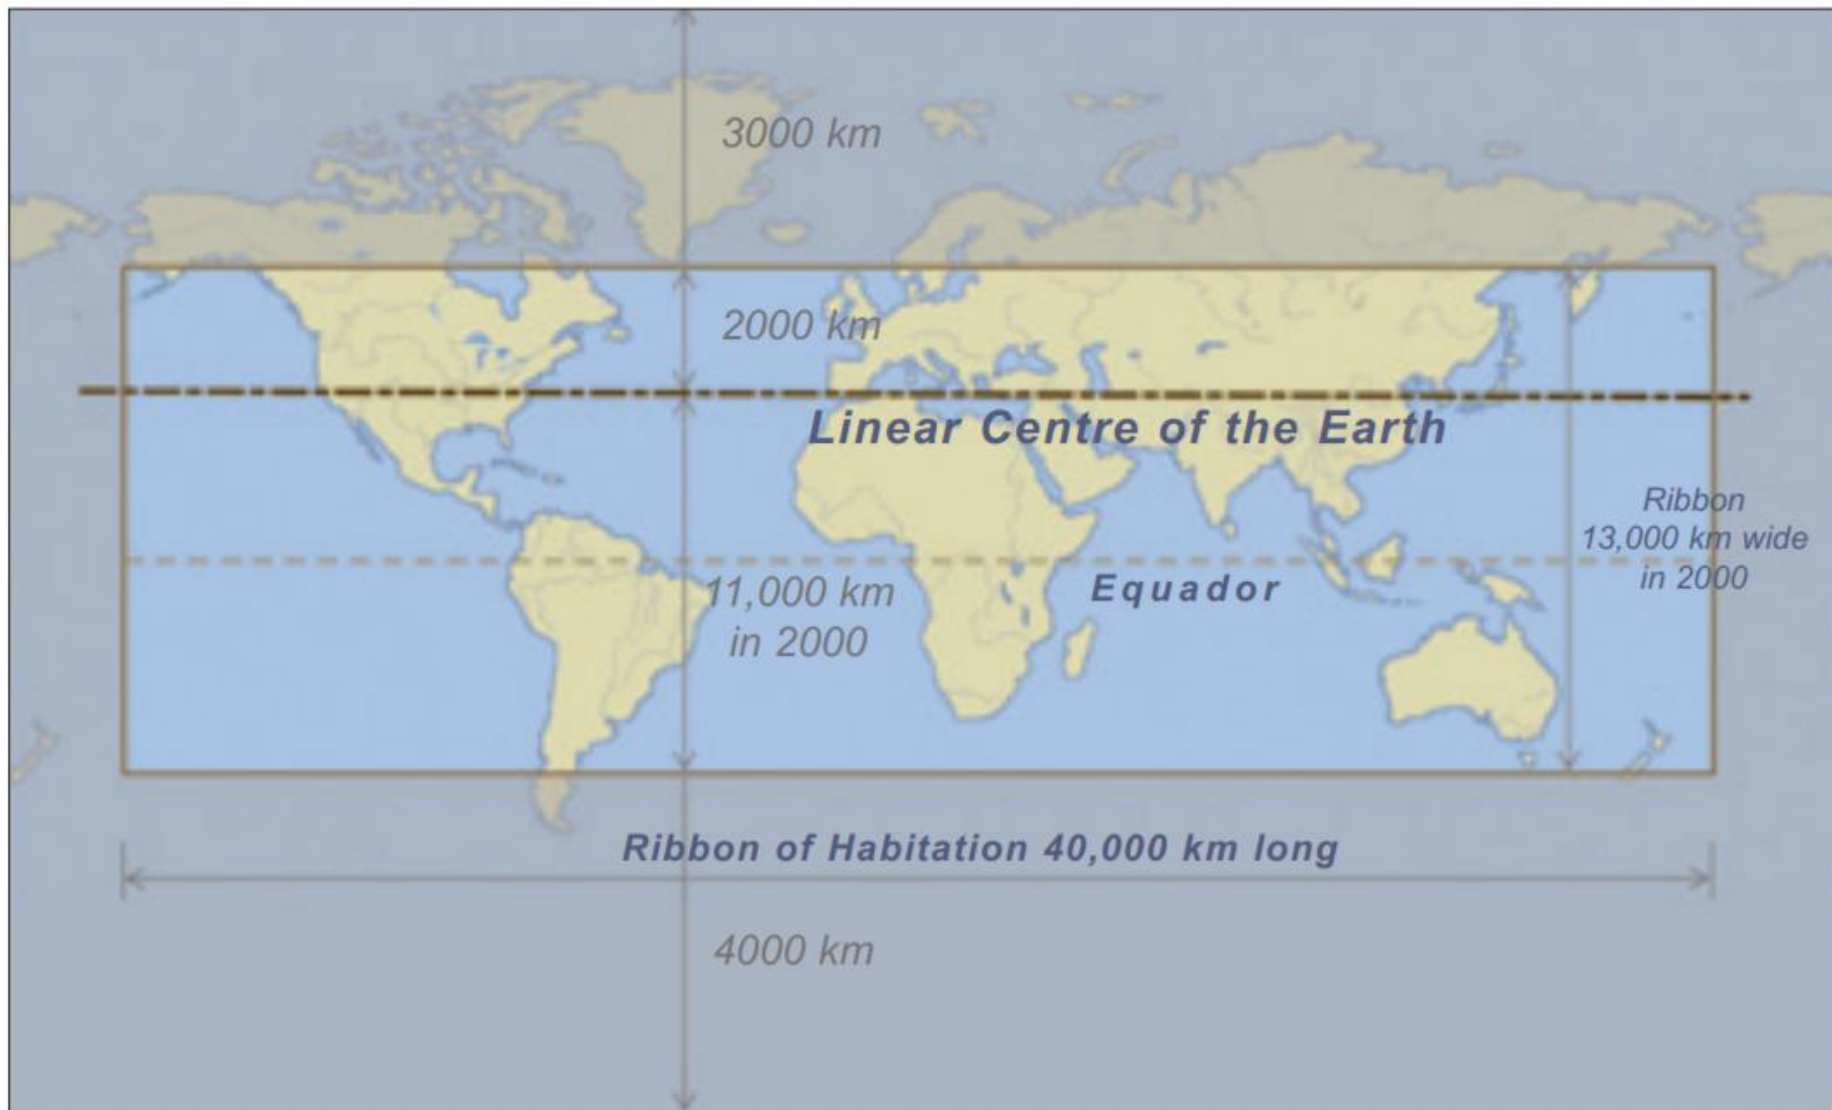 3000 km
2000 km
Linear Centre of the Earth
Ribbon
13,000 km wide
in 2000
Equador
11,000 km
in 2000
Ribbon of Habitation 40,000 km long
4000 km